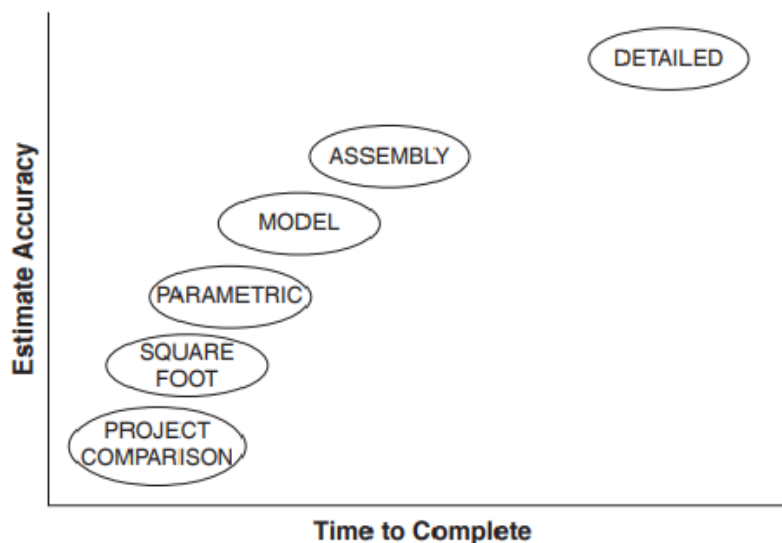 DETAILED
ASSEMBLY
MODEL
PARAMETRIC
SQUARE
FOOT
PROJECT
COMPARISON
Estimate Accuracy
Time to Complete